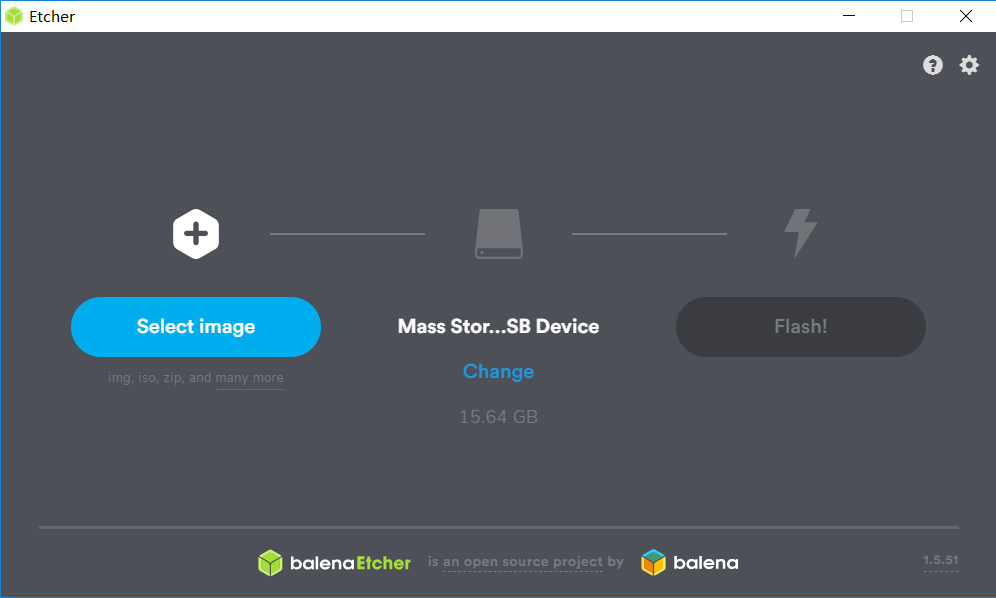 Etcher
Select image
Mass Stor...SB Device
Flash!
img, iso, zip, and many more
Change
15.64 GB
balenaEtcher is an open source project by balena 1.5.51